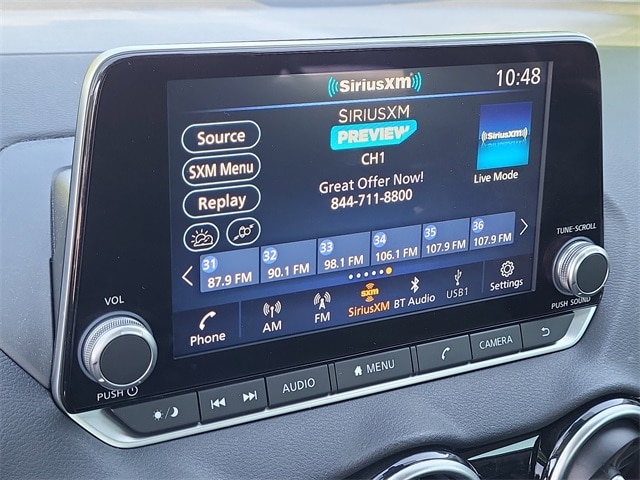 SiriusXM
10:48
SIRIUSXM
PREVIEW
CH1
Great Offer Now!
844-711-8800
SiriusXM
Live Mode
Source
SXM Menu
Replay
31
87.9 FM
32
90.1 FM
33
98.1 FM
34
106.1 FM
35
107.9 FM
36
107.9 FM
Phone
AM
FM
sxm
SiriusXM
BT Audio
USB1
Settings
VOL
PUSH
TUNE-SCROLL
PUSH SOUND
AUDIO
MENU
CAMERA